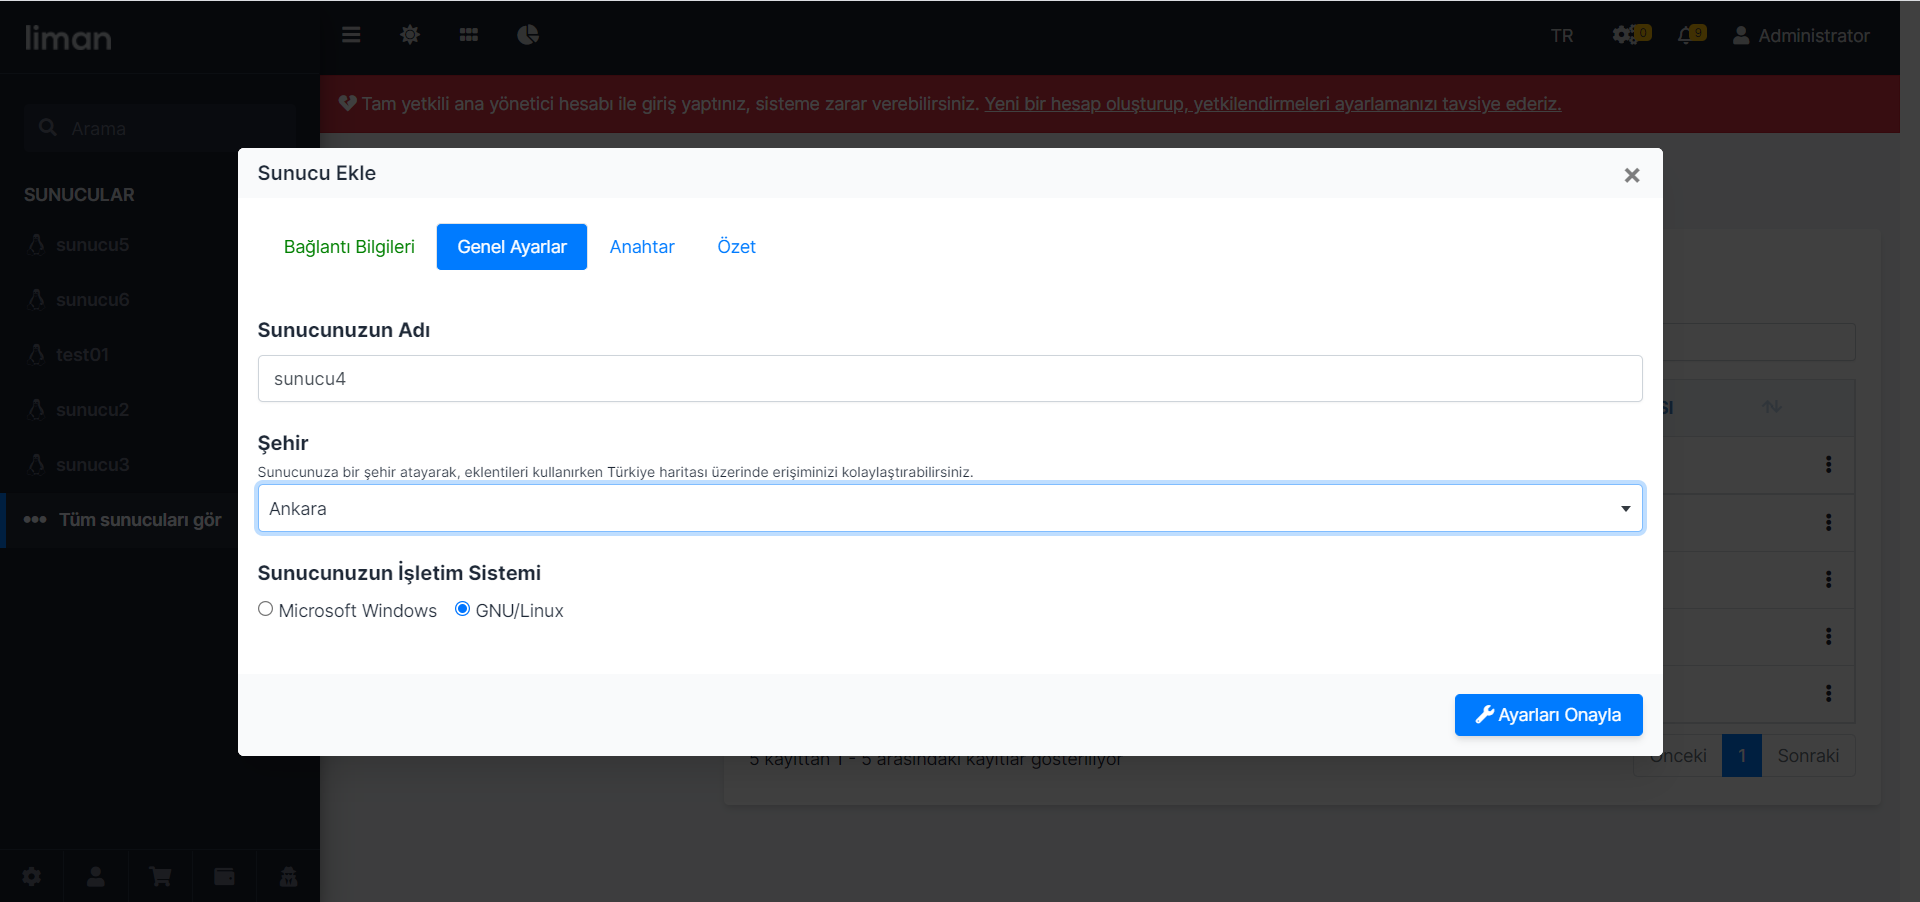 liman
TR
0
9
Administrator
Tam yetkili ana yönetici hesabı ile giriş yaptınız, sisteme zarar verebilirsiniz. Yeni bir hesap oluşturup, yetkilendirmeleri ayarlamanızı tavsiye ederiz.
Arama
SUNUCULAR
sunucu5
sunucu6
test01
sunucu2
sunucu3
Tüm sunucuları gör
Sunucu Ekle
Bağlantı Bilgileri
Genel Ayarlar
Anahtar
Özet
Sunucunuzun Adı
sunucu4
Şehir
Sunucunuza bir şehir atayarak, eklentileri kullanırken Türkiye haritası üzerinde erişiminizi kolaylaştırabilirsiniz.
Ankara
Sunucunuzun İşletim Sistemi
Microsoft Windows
GNU/Linux
Ayarları Onayla
5 kayıttan 1 - 5 arasındaki kayıtlar gösteriliyor
Önceki
1
Sonraki